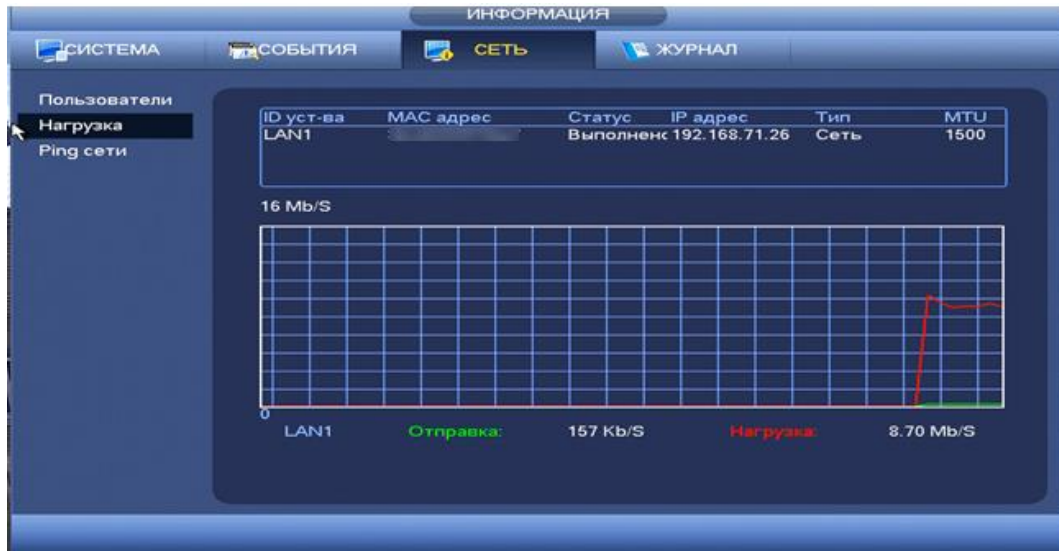 ИНФОРМАЦИЯ
СИСТЕМА СОБЫТИЯ СЕТЬ ЖУРНАЛ
Пользователи
Нагрузка
Ping сети
ID уст-ва MAC адрес Статус IP адрес Тип MTU
LAN1 Выполненс 192.168.71.26 Сеть 1500
16 Mb/S
0
LAN1 Отправка: 157 Kb/S Нагрузка: 8.70 Mb/S